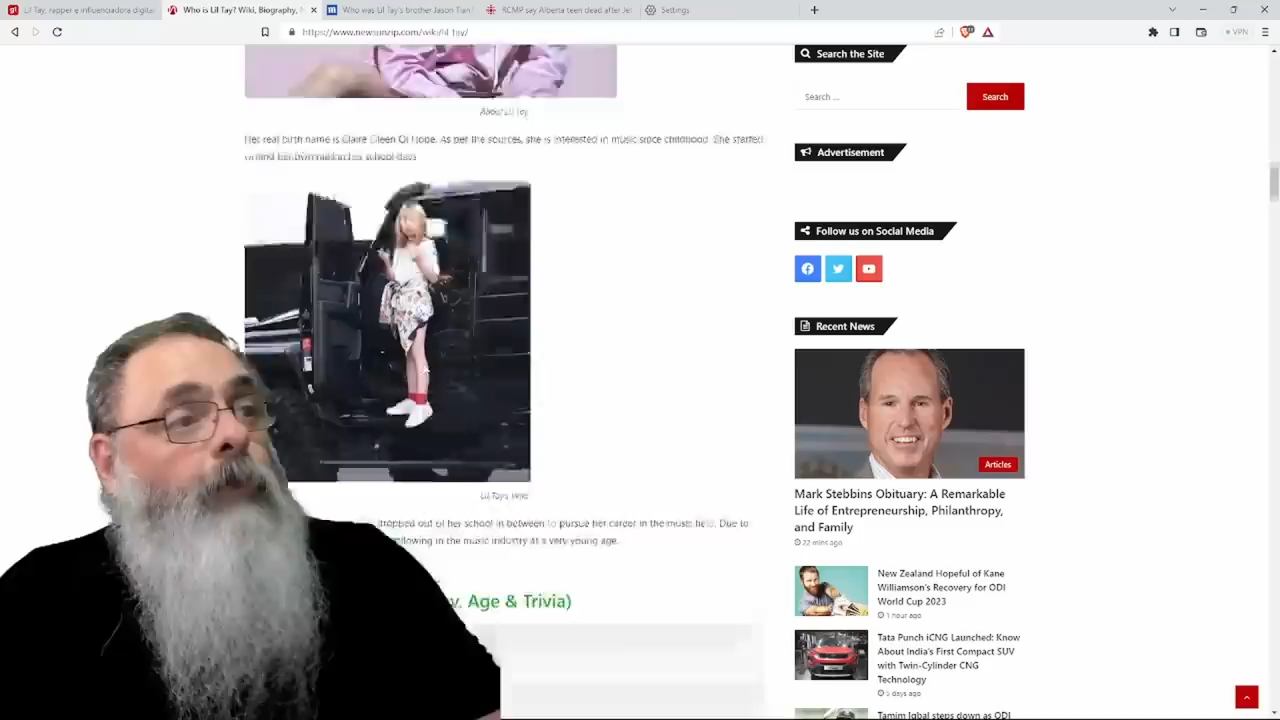 Lil Tay, rapper e influenciadora digital
Who is Lil Tay? Wiki, Biography, N
Who was Lil Tay's brother Jason Tian
RCMP say Alberta teen dead after Jet
Settings
https://www.newsunzip.com/wiki/lil-tay/
VPN
Search the Site
Search ...
Search
Advertisement
Follow us on Social Media
Recent News
Articles
Mark Stebbins Obituary: A Remarkable
Life of Entrepreneurship, Philanthropy,
and Family
22 mins ago
New Zealand Hopeful of Kane
Williamson's Recovery for ODI
World Cup 2023
1 hour ago
Tata Punch iCNG Launched: Know
About India's First Compact SUV
with Twin-Cylinder CNG
Technology
5 days ago
Tamim Iqbal steps down as ODI
About Lil Tay
Her real birth name is Claire Eileen Qi Hope. As per the sources, she is interested in music since childhood. She started
Lil Tay's Wiki
dropped out of her school in between to pursue her career in the music field. Due to
following in the music industry at a very young age.
Age & Trivia)